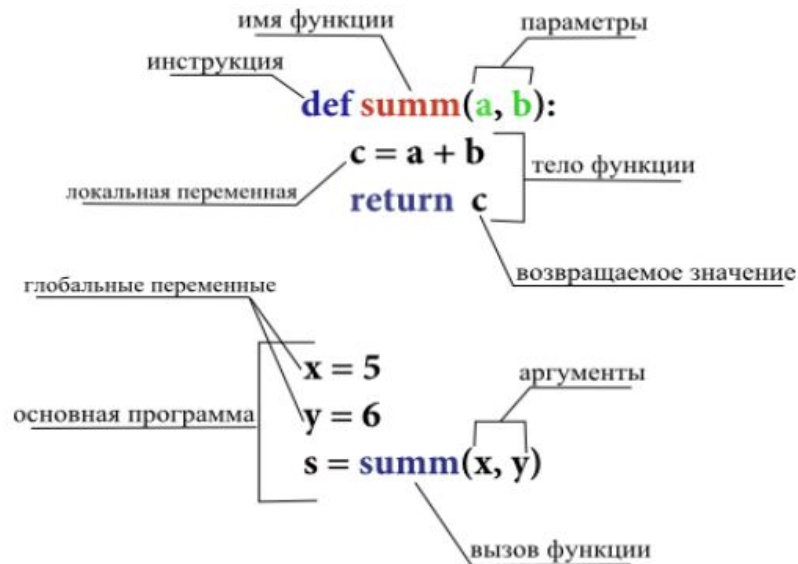 имя функции
параметры
инструкция
def summ(a, b):
c = a + b
тело функции
локальная переменная
return c
возвращаемое значение
глобальные переменные
x = 5
аргументы
основная программа
y = 6
s = summ(x, y)
вызов функции